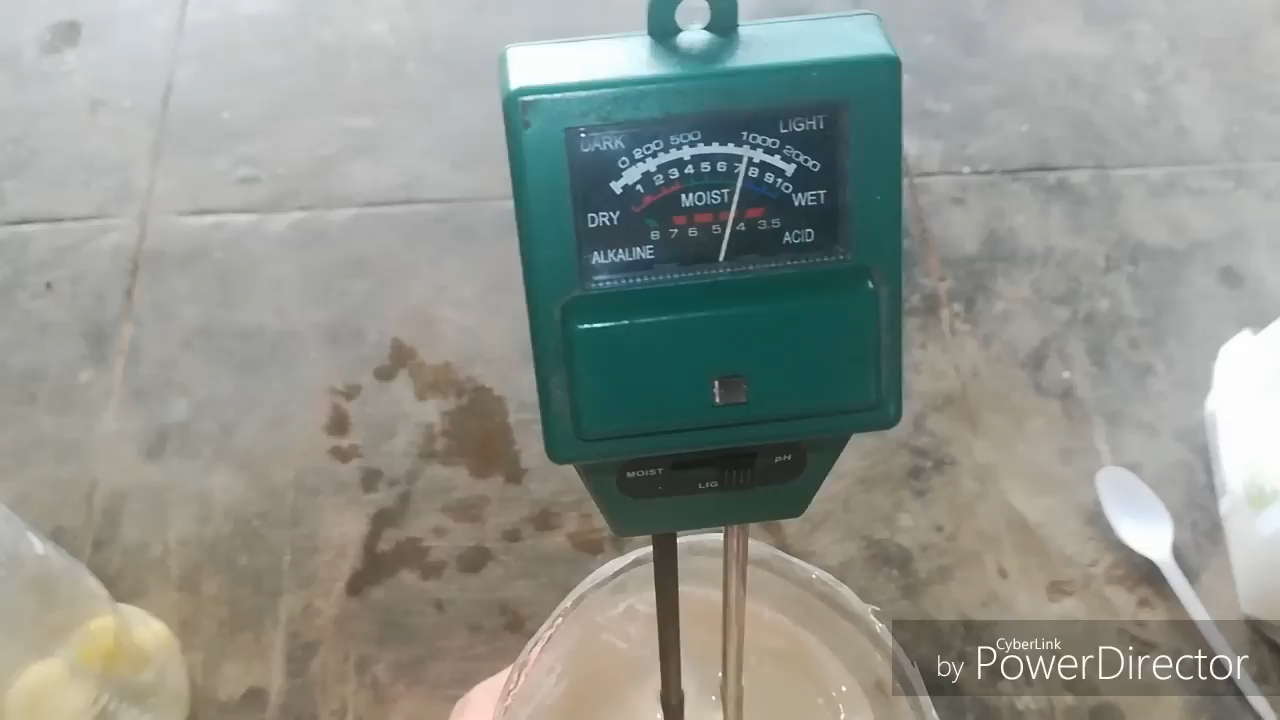 DARK LIGHT
0 200 500 1000 2000
1 2 3 4 5 6 7 8 9 10
DRY MOIST WET
8 7 6 5 4 3.5
ALKALINE ACID
MOIST LIG pH
CyberLink
by PowerDirector